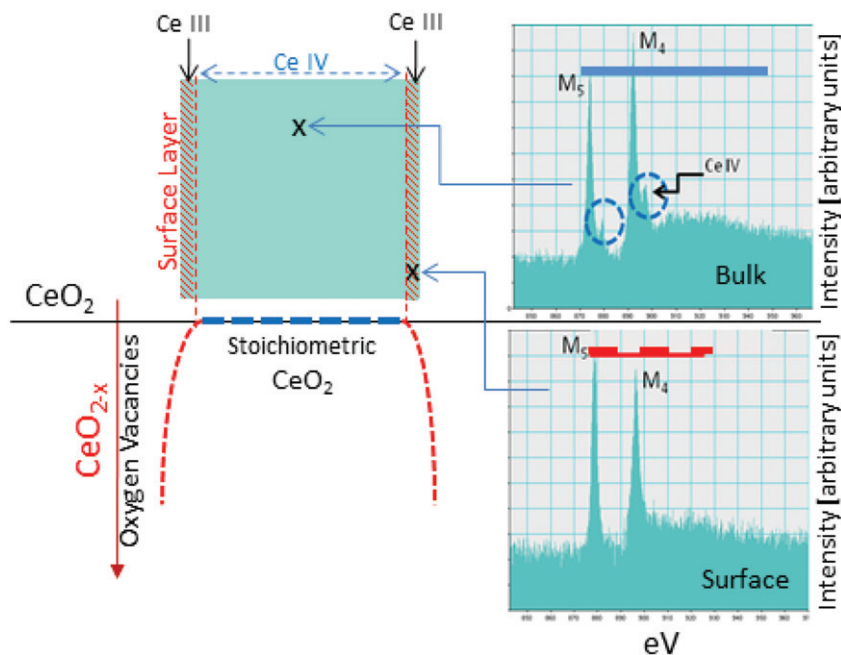 Ce III
Ce III
Ce IV
X
Surface Layer
X
CeO2
Stoichiometric
CeO2
CeO2-x
Oxygen Vacancies
M4
M5
Ce IV
Bulk
Intensity [arbitrary units]
M5
M4
Surface
Intensity [arbitrary units]
eV